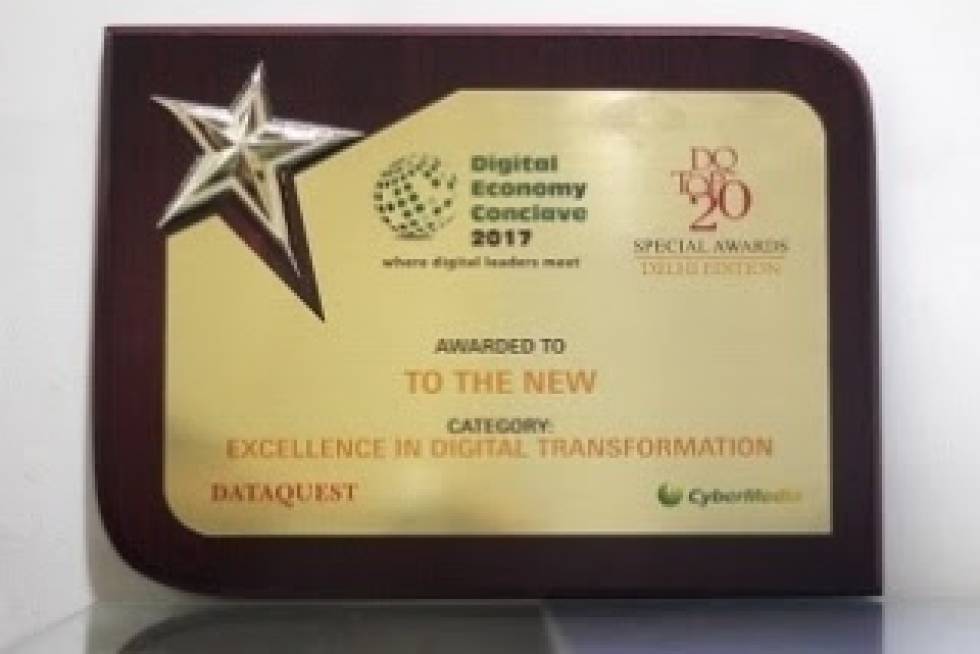 Digital
Economy
Conclave
2017
where digital leaders meet
DQ
TOP
20
SPECIAL AWARDS
DELHI EDITION
AWARDED TO
TO THE NEW
CATEGORY:
EXCELLENCE IN DIGITAL TRANSFORMATION
DATAQUEST
CyberMedia